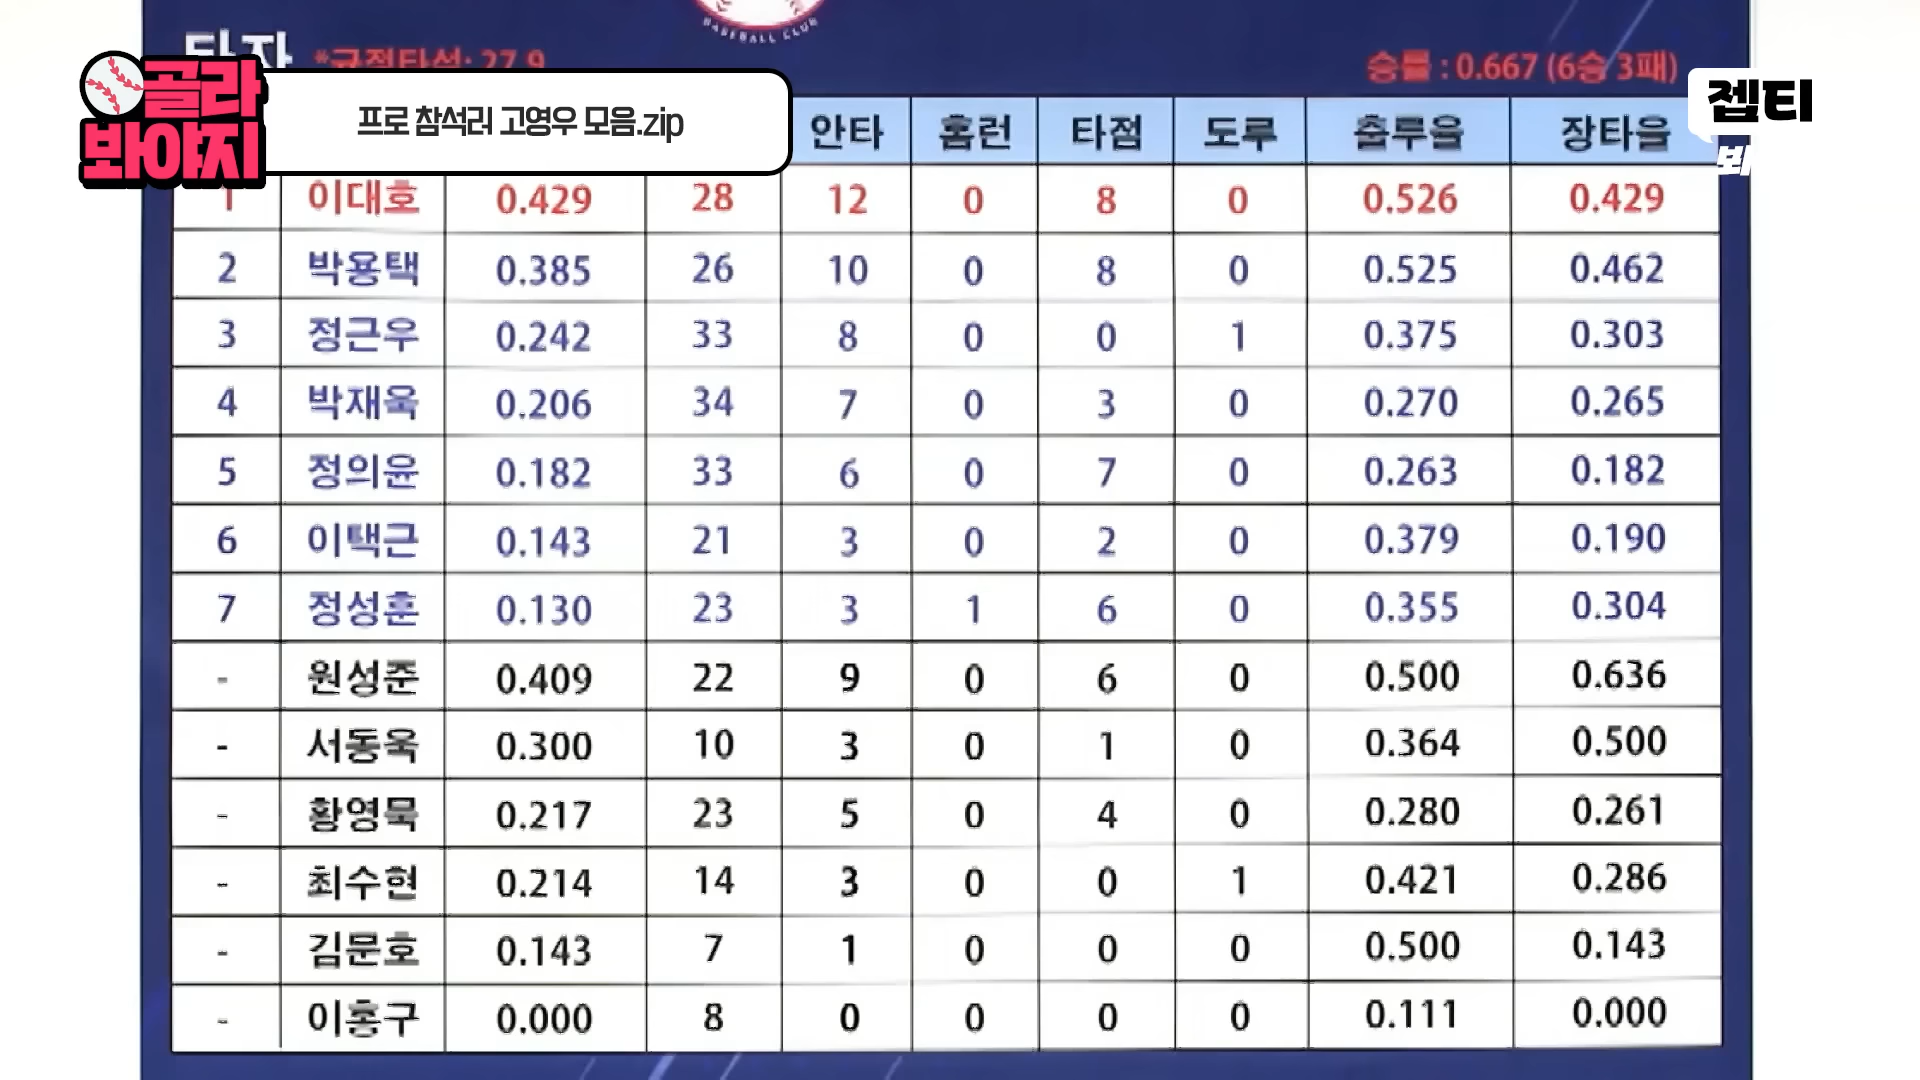 BASEBALL CLUB
타자 *규정타석: 27.9
승률 : 0.667 (6승 3패)
골라
봐야지
프로 참석러 고영우 모음.zip
젭티
봐
안타 홈런 타점 도루 출루율 장타율
1 이대호 0.429 28 12 0 8 0 0.526 0.429
2 박용택 0.385 26 10 0 8 0 0.525 0.462
3 정근우 0.242 33 8 0 0 1 0.375 0.303
4 박재욱 0.206 34 7 0 3 0 0.270 0.265
5 정의윤 0.182 33 6 0 7 0 0.263 0.182
6 이택근 0.143 21 3 0 2 0 0.379 0.190
7 정성훈 0.130 23 3 1 6 0 0.355 0.304
- 원성준 0.409 22 9 0 6 0 0.500 0.636
- 서동욱 0.300 10 3 0 1 0 0.364 0.500
- 황영묵 0.217 23 5 0 4 0 0.280 0.261
- 최수현 0.214 14 3 0 0 1 0.421 0.286
- 김문호 0.143 7 1 0 0 0 0.500 0.143
- 이홍구 0.000 8 0 0 0 0 0.111 0.000